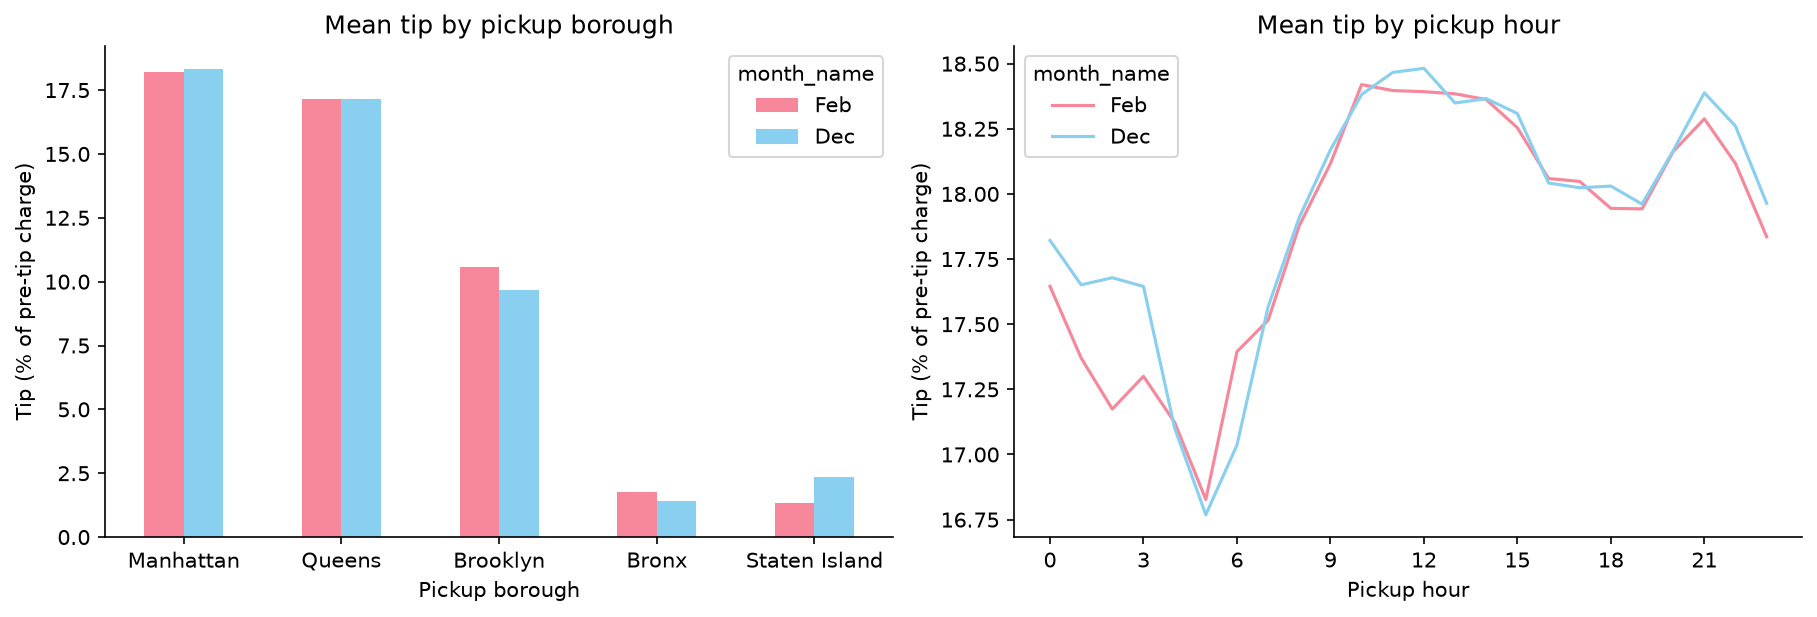 Mean tip by pickup borough
month_name
Feb
Dec
Tip (% of pre-tip charge)
17.5
15.0
12.5
10.0
7.5
5.0
2.5
0.0
Manhattan Queens Brooklyn Bronx Staten Island
Pickup borough
Mean tip by pickup hour
month_name
Feb
Dec
Tip (% of pre-tip charge)
18.50
18.25
18.00
17.75
17.50
17.25
17.00
16.75
0 3 6 9 12 15 18 21
Pickup hour